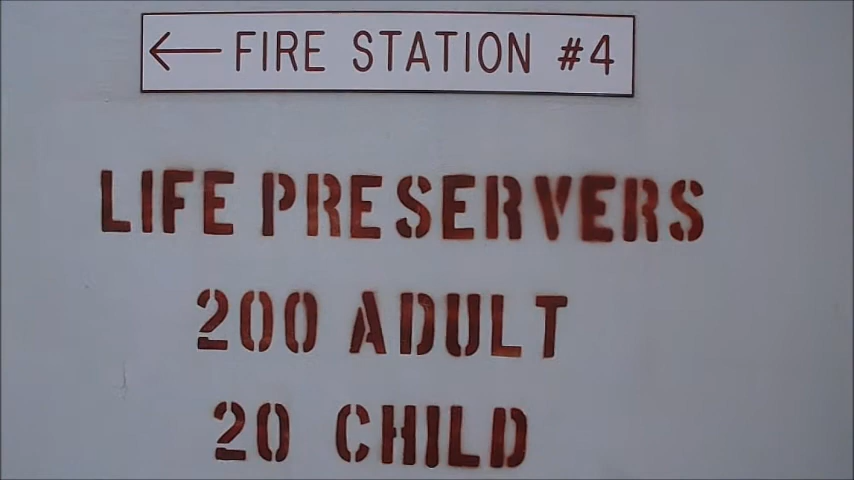 ← FIRE STATION #4
LIFE PRESERVERS
200 ADULT
20 CHILD